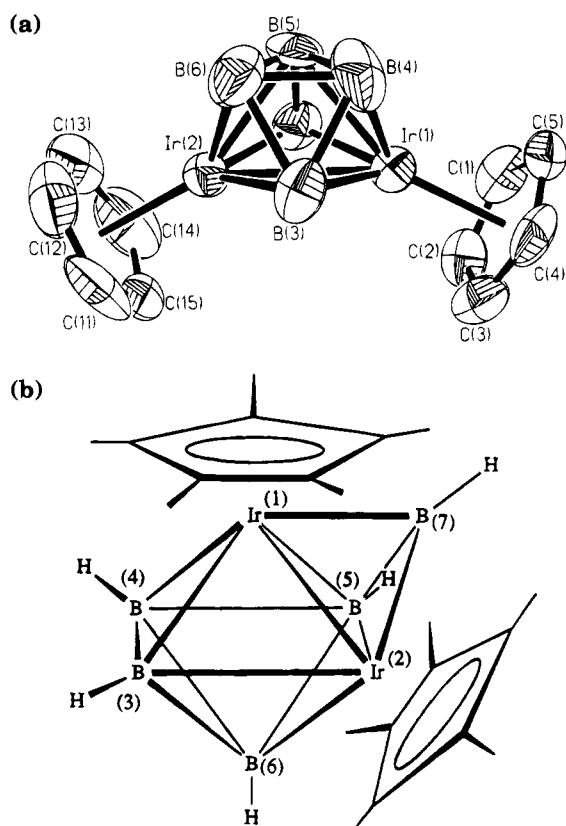 (a)
B(5)
B(6)
B(4)
C(13)
Ir(2)
Ir(1)
C(5)
C(1)
C(12)
C(14)
B(3)
C(2)
C(4)
C(11)
C(15)
C(3)
(b)
H
Ir
(1)
B
(7)
H
(4)
B
(5)
H
B
B
(3)
H
Ir
(2)
B
(6)
H